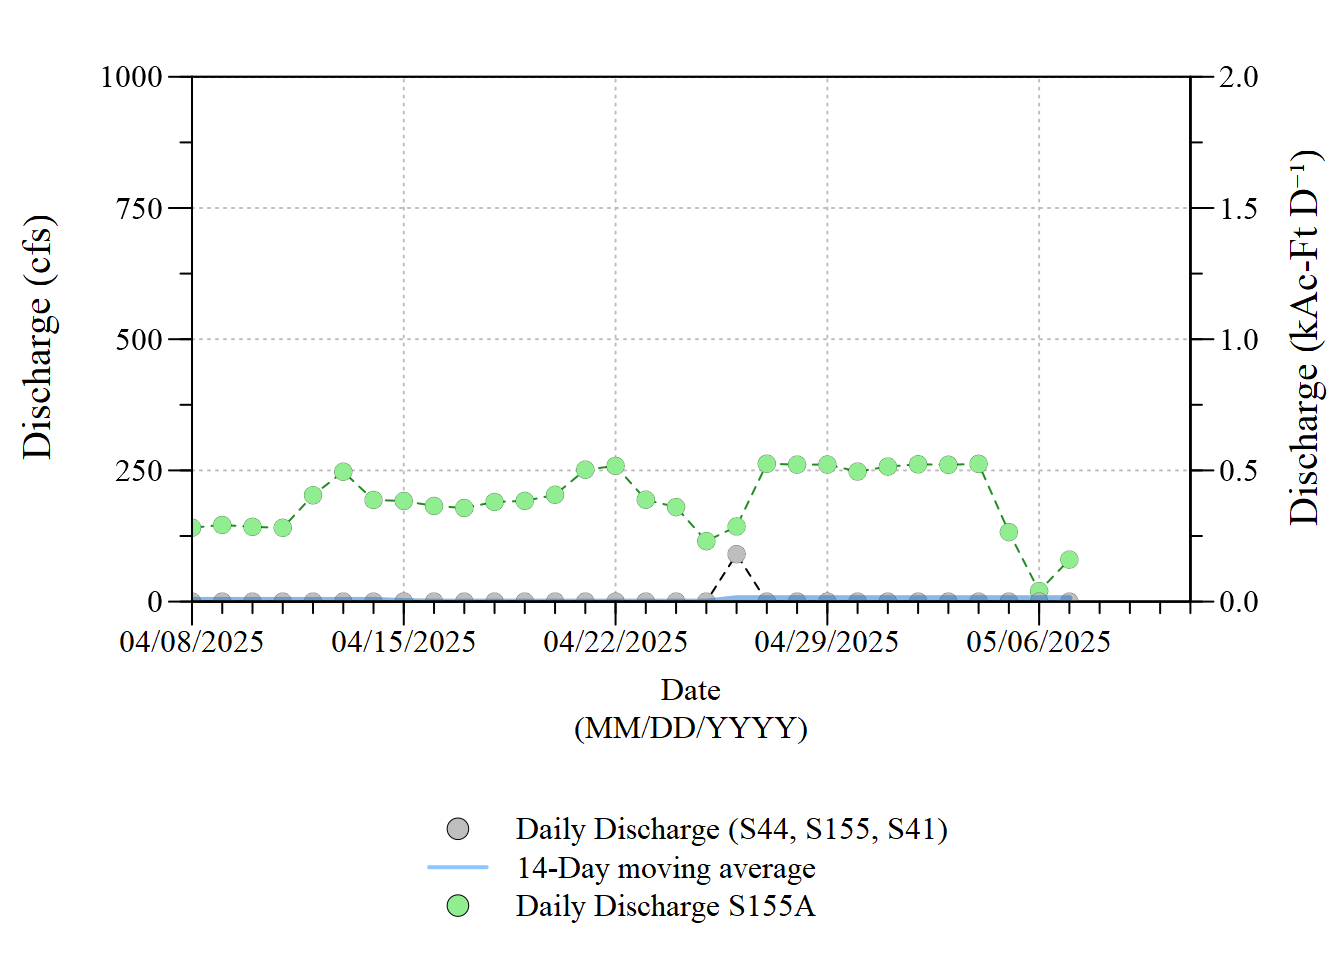 1000
750
500
250
0
Discharge (cfs)
2.0
1.5
1.0
0.5
0.0
Discharge (kAc-Ft D⁻¹)
04/08/2025 04/15/2025 04/22/2025 04/29/2025 05/06/2025
Date
(MM/DD/YYYY)
Daily Discharge (S44, S155, S41)
14-Day moving average
Daily Discharge S155A